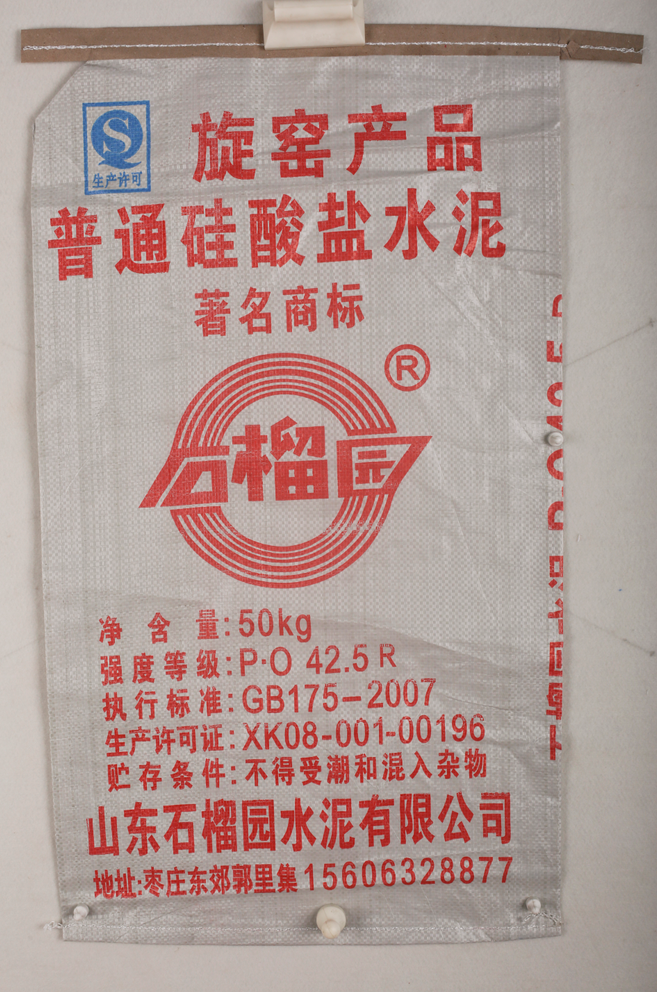 S
生产许可
旋窑产品
普通硅酸盐水泥
著名商标
R
石榴园
净含量:50kg
强度等级:P·O 42.5R
执行标准:GB175-2007
生产许可证:XK08-001-00196
贮存条件:不得受潮和混入杂物
山东石榴园水泥有限公司
地址:枣庄东郊郭里集15606328877